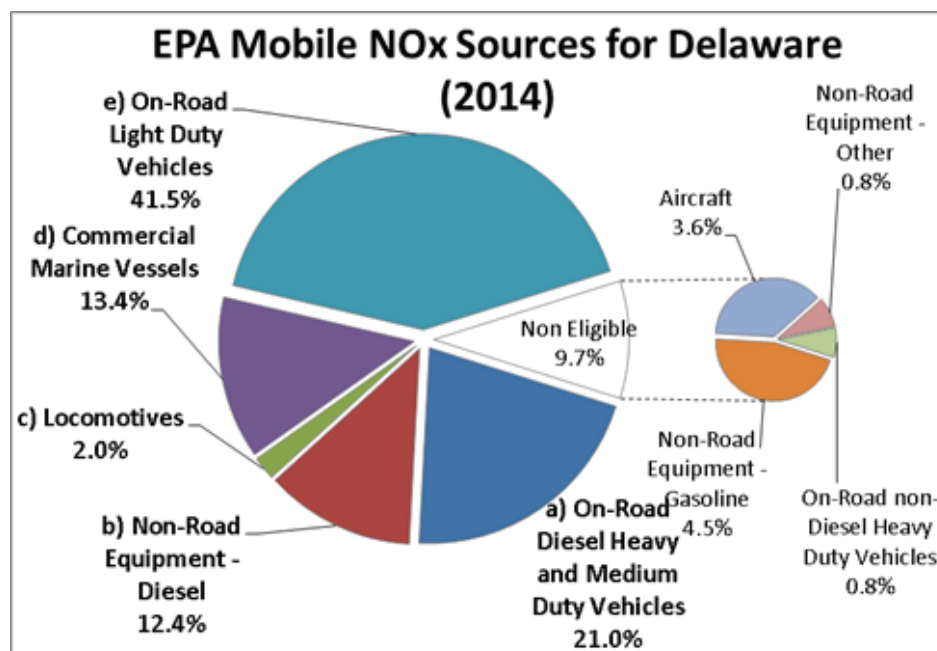 EPA Mobile NOx Sources for Delaware
(2014)
e) On-Road
Light Duty
Vehicles
41.5%
d) Commercial
Marine Vessels
13.4%
c) Locomotives
2.0%
b) Non-Road
Equipment -
Diesel
12.4%
a) On-Road
Diesel Heavy
and Medium
Duty Vehicles
21.0%
Non Eligible
9.7%
Aircraft
3.6%
Non-Road
Equipment -
Other
0.8%
Non-Road
Equipment -
Gasoline
4.5%
On-Road non-
Diesel Heavy
Duty Vehicles
0.8%